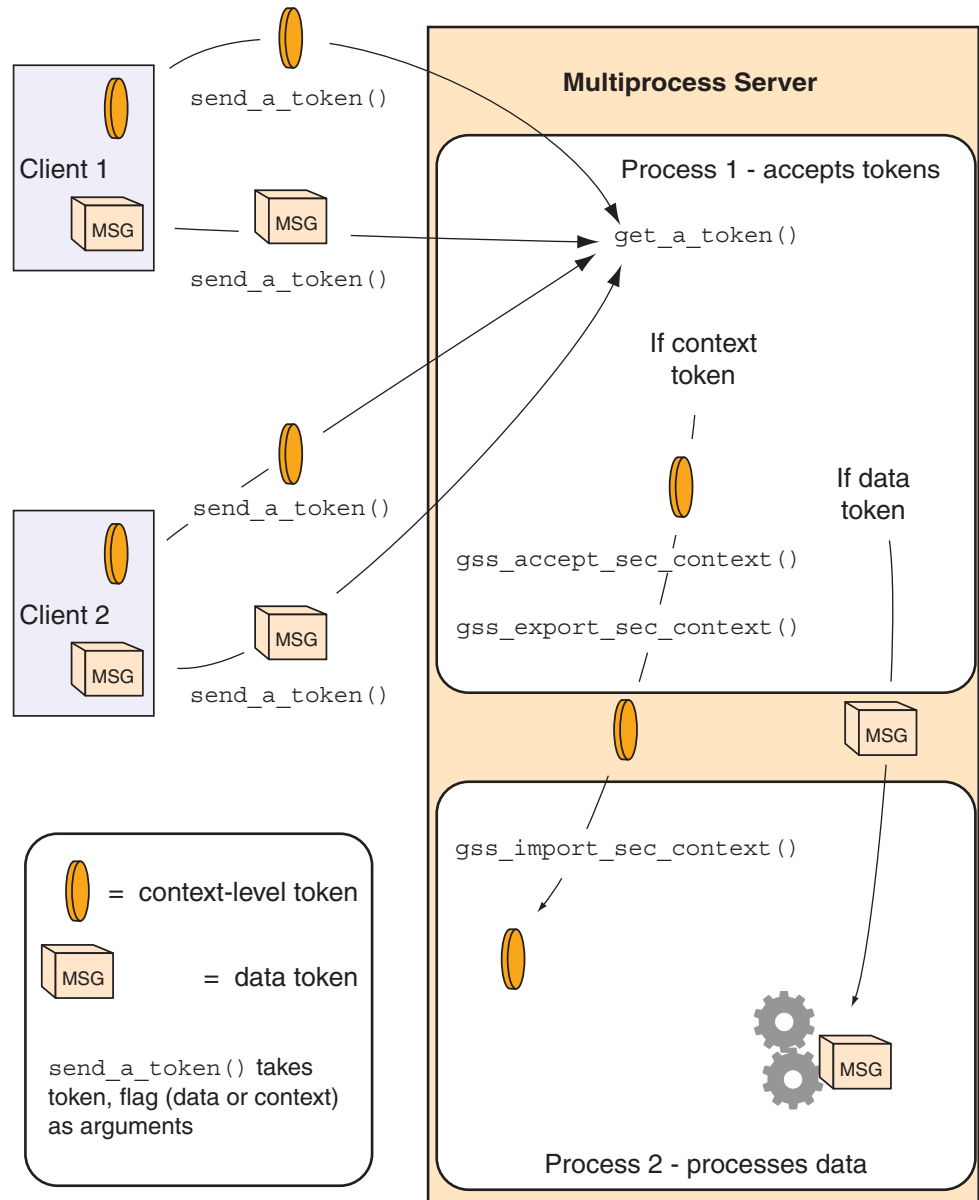 send_a_token()
Client 1
MSG
MSG
send_a_token()
send_a_token()
Client 2
MSG
MSG
send_a_token()
Multiprocess Server
Process 1 - accepts tokens
get_a_token()
If context
token
If data
token
gss_accept_sec_context()
gss_export_sec_context()
MSG
gss_import_sec_context()
MSG
Process 2 - processes data
= context-level token
MSG
= data token
send_a_token() takes
token, flag (data or context)
as arguments